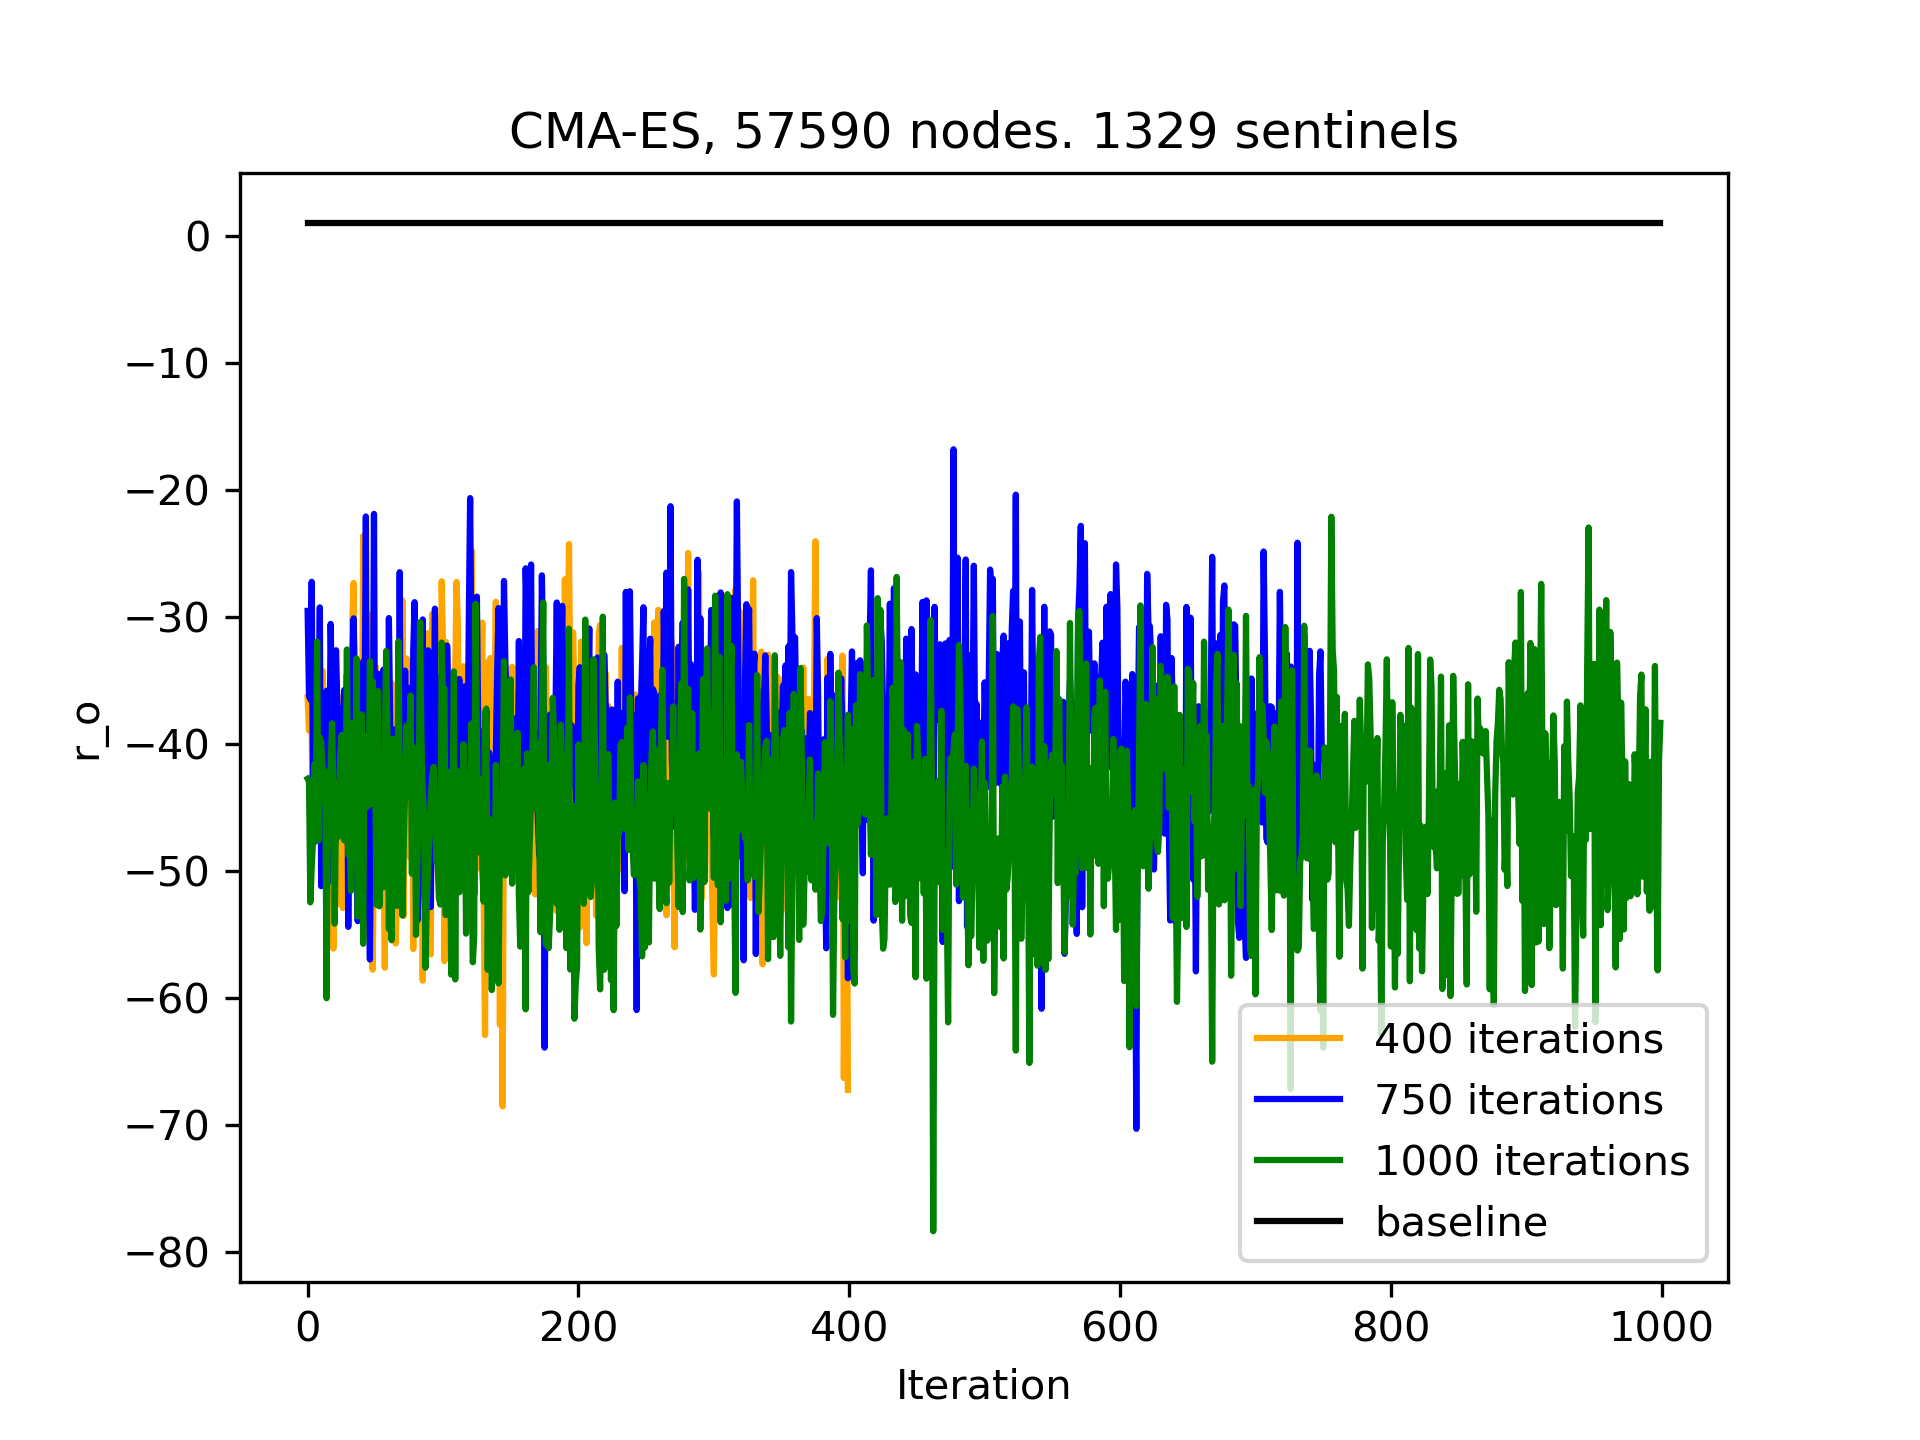 CMA-ES, 57590 nodes. 1329 sentinels
r_o
0
−10
−20
−30
−40
−50
−60
−70
−80
0 200 400 600 800 1000
Iteration
400 iterations
750 iterations
1000 iterations
baseline